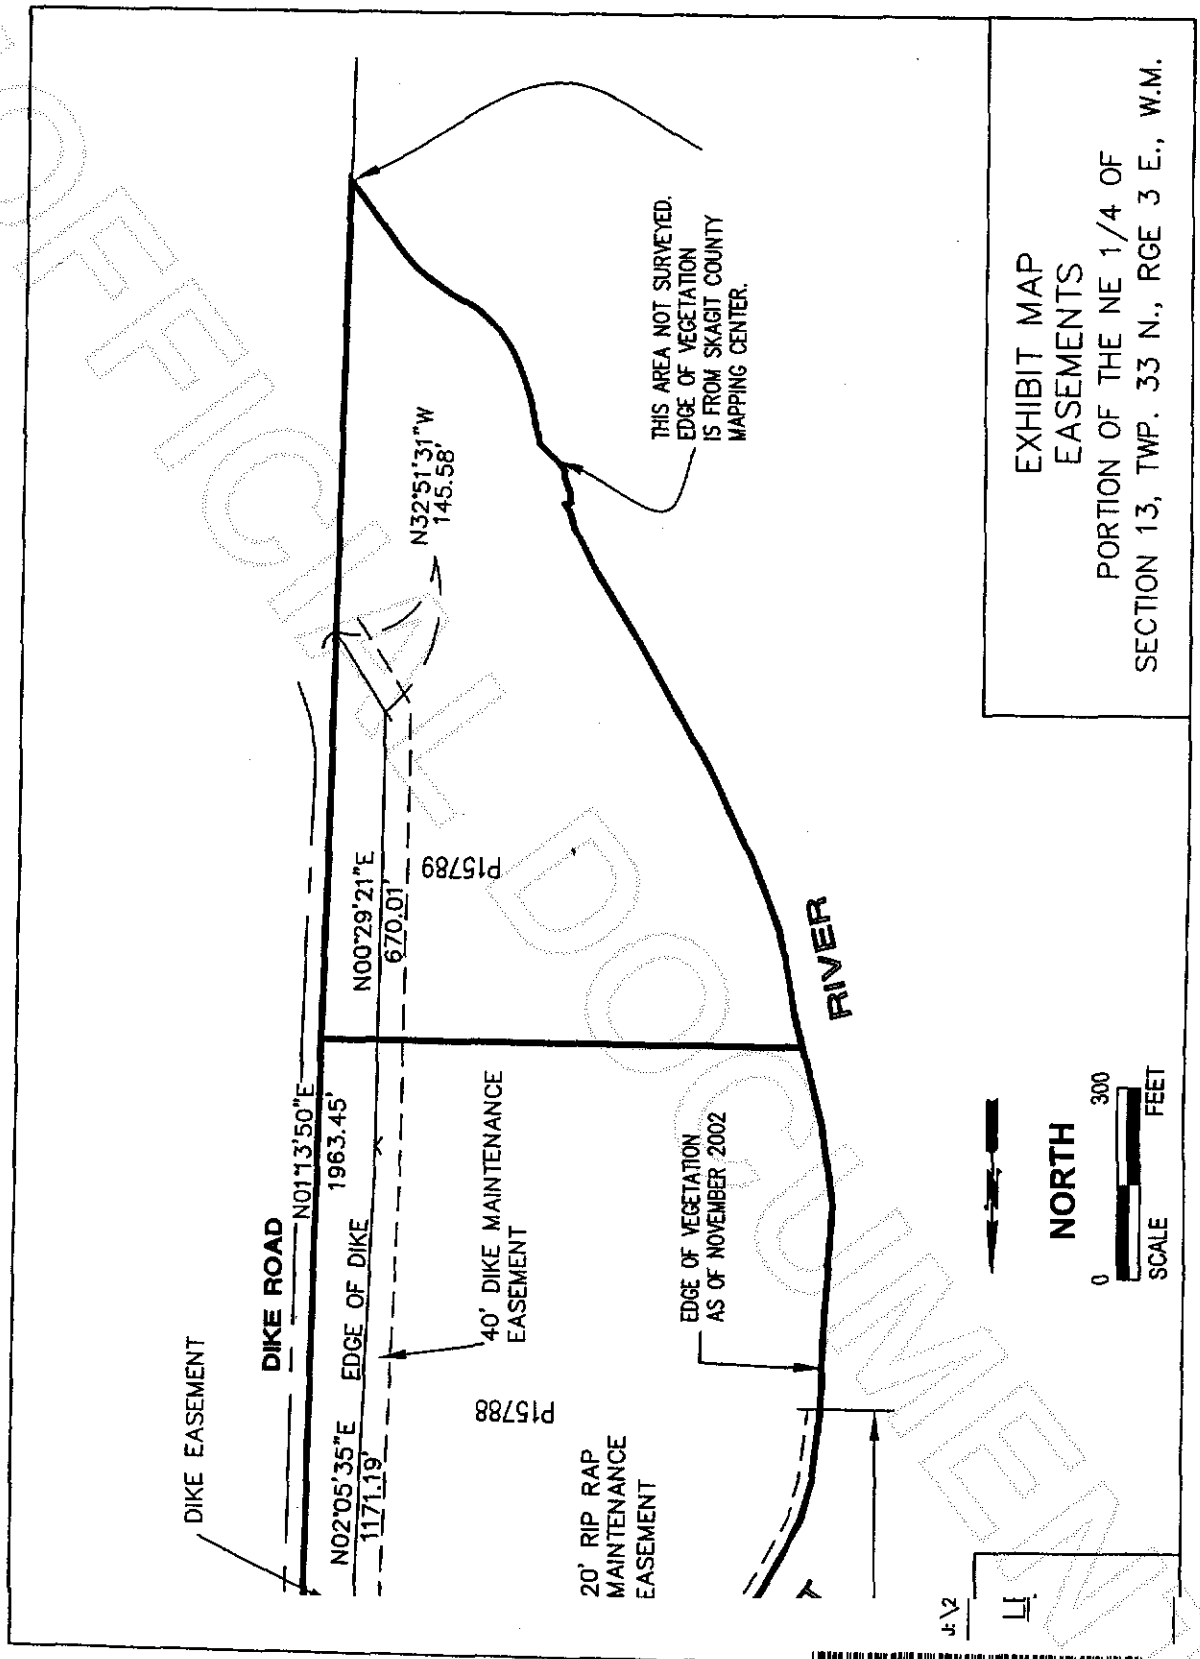 DIKE EASEMENT
DIKE ROAD
N01°13'50"E
1963.45'
N02°05'35"E
1171.19'
EDGE OF DIKE
N00°29'21"E
670.01'
N32°51'31"W
145.58'
40' DIKE MAINTENANCE
EASEMENT
P15788
P15789
20' RIP RAP
MAINTENANCE
EASEMENT
EDGE OF VEGETATION
AS OF NOVEMBER 2002
THIS AREA NOT SURVEYED.
EDGE OF VEGETATION
IS FROM SKAGIT COUNTY
MAPPING CENTER.
RIVER
NORTH
0 300
SCALE FEET
EXHIBIT MAP
EASEMENTS
PORTION OF THE NE 1/4 OF
SECTION 13, TWP. 33 N., RGE 3 E., W.M.
J:\2
UNOFFICIAL DOCUMENT